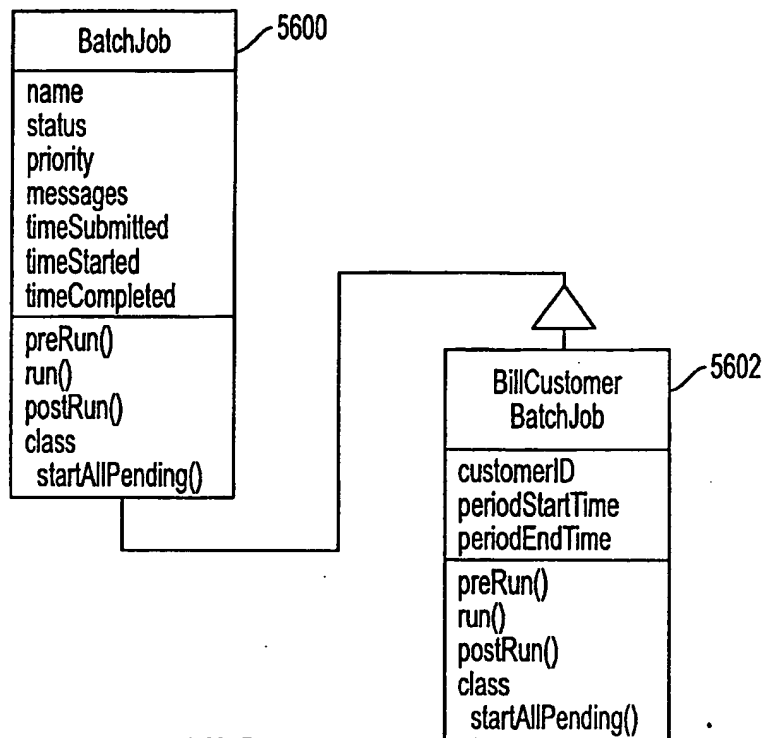 BatchJob
5600
name
status
priority
messages
timeSubmitted
timeStarted
timeCompleted
preRun()
run()
postRun()
class
startAllPending()
BillCustomer
BatchJob
5602
customerID
periodStartTime
periodEndTime
preRun()
run()
postRun()
class
startAllPending()